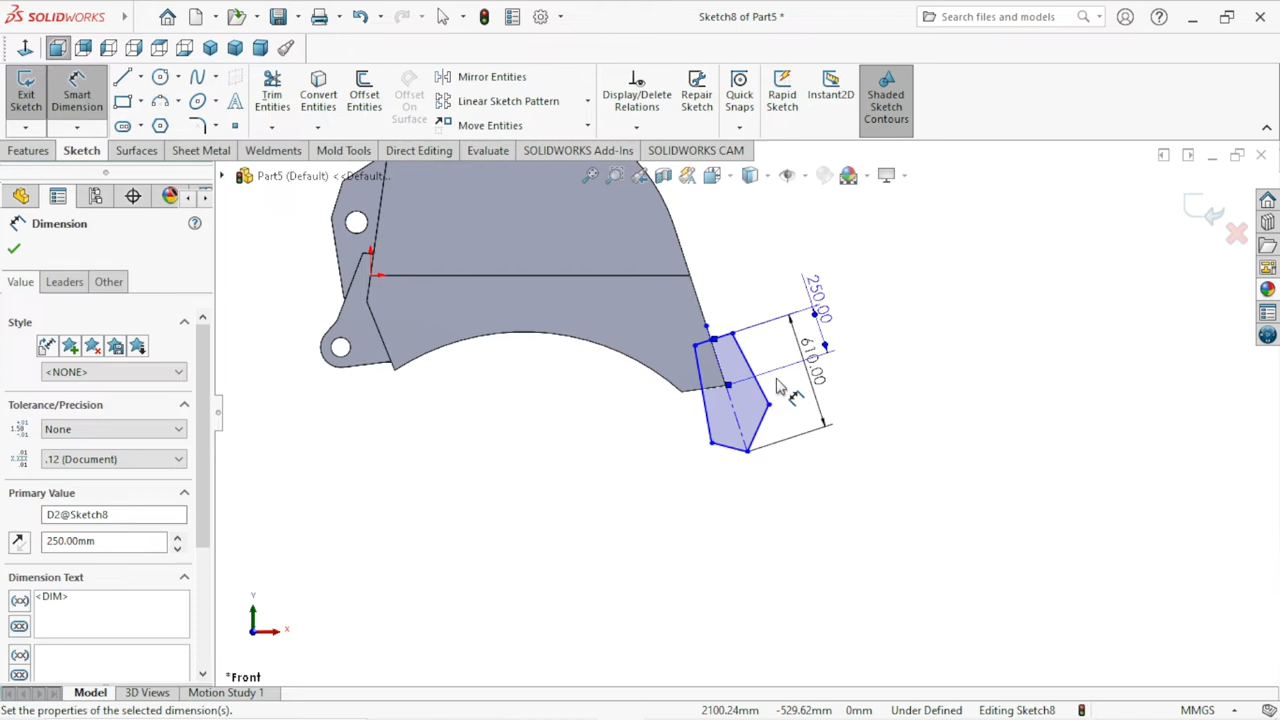 SOLIDWORKS
Sketch8 of Part5 *
Search files and models
Exit Sketch
Smart Dimension
Trim Entities
Convert Entities
Offset Entities
Offset On Surface
Mirror Entities
Linear Sketch Pattern
Move Entities
Display/Delete Relations
Repair Sketch
Quick Snaps
Rapid Sketch
Instant2D
Shaded Sketch Contours
Features
Sketch
Surfaces
Sheet Metal
Weldments
Mold Tools
Direct Editing
Evaluate
SOLIDWORKS Add-Ins
SOLIDWORKS CAM
Part5 (Default) < <Default...
Dimension
Value
Leaders
Other
Style
<NONE>
Tolerance/Precision
None
.12 (Document)
Primary Value
D2@Sketch8
250.00mm
Dimension Text
<DIM>
250.00
610.00
Y
X
*Front
Model
3D Views
Motion Study 1
Set the properties of the selected dimension(s).
2100.24mm
-529.62mm
0mm
Under Defined
Editing Sketch8
MMGS